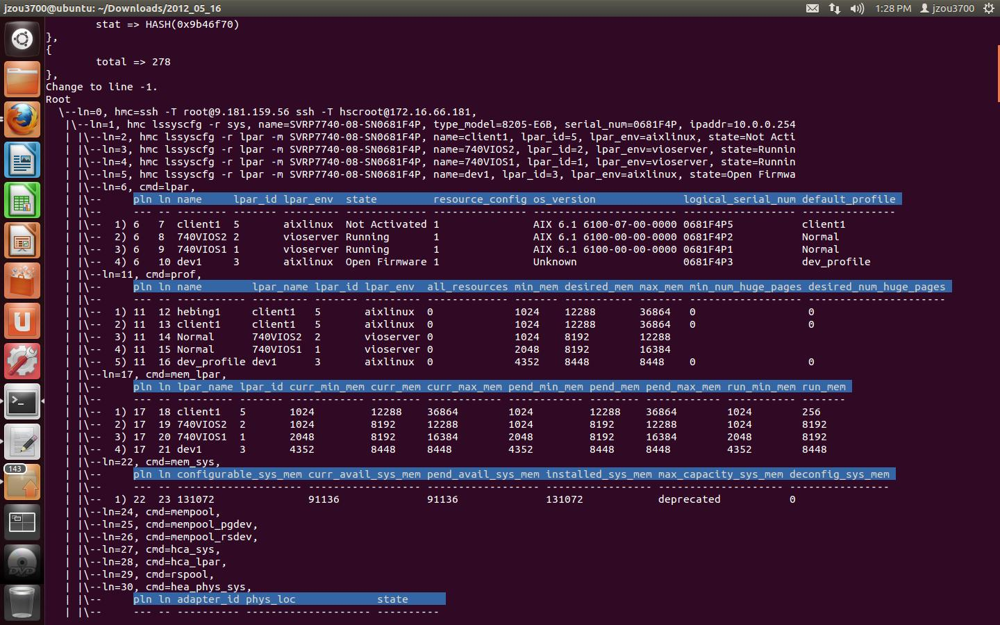 jzou3700@ubuntu: ~/Downloads/2012_05_16 1:28 PM jzou3700
        stat => HASH(0x9b46f70)
},
{
        total => 278
},
Change to line -1.
Root
  \--ln=0, hmc=ssh -T root@9.181.159.56 ssh -T hscroot@172.16.66.181,
   |\--ln=1, hmc lssyscfg -r sys, name=SVRP7740-08-SN0681F4P, type_model=8205-E6B, serial_num=0681F4P, ipaddr=10.0.0.254
   | |\--ln=2, hmc lssyscfg -r lpar -m SVRP7740-08-SN0681F4P, name=client1, lpar_id=5, lpar_env=aixlinux, state=Not Acti
   | |\--ln=3, hmc lssyscfg -r lpar -m SVRP7740-08-SN0681F4P, name=740VIOS2, lpar_id=2, lpar_env=vioserver, state=Runnin
   | |\--ln=4, hmc lssyscfg -r lpar -m SVRP7740-08-SN0681F4P, name=740VIOS1, lpar_id=1, lpar_env=vioserver, state=Runnin
   | |\--ln=5, hmc lssyscfg -r lpar -m SVRP7740-08-SN0681F4P, name=dev1, lpar_id=3, lpar_env=aixlinux, state=Open Firmwa
   | |\--ln=6, cmd=lpar,
   | |\--     pln ln name     lpar_id lpar_env  state         resource_config os_version              logical_serial_num default_profile
   | |\--     --- -- -------- ------- --------- ------------- --------------- ----------------------- ------------------ ---------------
   | |\--  1) 6   7  client1  5       aixlinux  Not Activated 1               AIX 6.1 6100-07-00-0000 0681F4P5           client1
   | |\--  2) 6   8  740VIOS2 2       vioserver Running       1               AIX 6.1 6100-00-00-0000 0681F4P2           Normal
   | |\--  3) 6   9  740VIOS1 1       vioserver Running       1               AIX 6.1 6100-00-00-0000 0681F4P1           Normal
   | |\--  4) 6   10 dev1     3       aixlinux  Open Firmware 1               Unknown                 0681F4P3           dev_profile
   | |\--ln=11, cmd=prof,
   | |\--     pln ln name        lpar_name lpar_id lpar_env  all_resources min_mem desired_mem max_mem min_num_huge_pages desired_num_huge_pages
   | |\--     --- -- ----------- --------- ------- --------- ------------- ------- ----------- ------- ------------------ ----------------------
   | |\--  1) 11  12 hebing1     client1   5       aixlinux  0             1024    12288       36864   0                  0
   | |\--  2) 11  13 client1     client1   5       aixlinux  0             1024    12288       36864   0                  0
   | |\--  3) 11  14 Normal      740VIOS2  2       vioserver 0             1024    8192        12288
   | |\--  4) 11  15 Normal      740VIOS1  1       vioserver 0             2048    8192        16384
   | |\--  5) 11  16 dev_profile dev1      3       aixlinux  0             4352    8448        8448    0                  0
   | |\--ln=17, cmd=mem_lpar,
   | |\--     pln ln lpar_name lpar_id curr_min_mem curr_mem curr_max_mem pend_min_mem pend_mem pend_max_mem run_min_mem run_mem
   | |\--     --- -- --------- ------- ------------ -------- ------------ ------------ -------- ------------ ----------- -------
   | |\--  1) 17  18 client1   5       1024         12288    36864        1024         12288    36864        1024        256
   | |\--  2) 17  19 740VIOS2  2       1024         8192     12288        1024         8192     12288        1024        8192
   | |\--  3) 17  20 740VIOS1  1       2048         8192     16384        2048         8192     16384        2048        8192
   | |\--  4) 17  21 dev1      3       4352         8448     8448         4352         8448     8448         4352        8448
   | |\--ln=22, cmd=mem_sys,
   | |\--     pln ln configurable_sys_mem curr_avail_sys_mem pend_avail_sys_mem installed_sys_mem max_capacity_sys_mem deconfig_sys_mem
   | |\--     --- -- -------------------- ------------------ ------------------ ----------------- -------------------- ----------------
   | |\--  1) 22  23 131072               91136              91136              131072            deprecated           0
   | |\--ln=24, cmd=mempool,
   | |\--ln=25, cmd=mempool_pgdev,
   | |\--ln=26, cmd=mempool_rsdev,
   | |\--ln=27, cmd=hca_sys,
   | |\--ln=28, cmd=hca_lpar,
   | |\--ln=29, cmd=rspool,
   | |\--ln=30, cmd=hea_phys_sys,
   | |\--     pln ln adapter_id phys_loc             state
   | |\--     --- -- ---------- -------------------- ----------
143
DVD